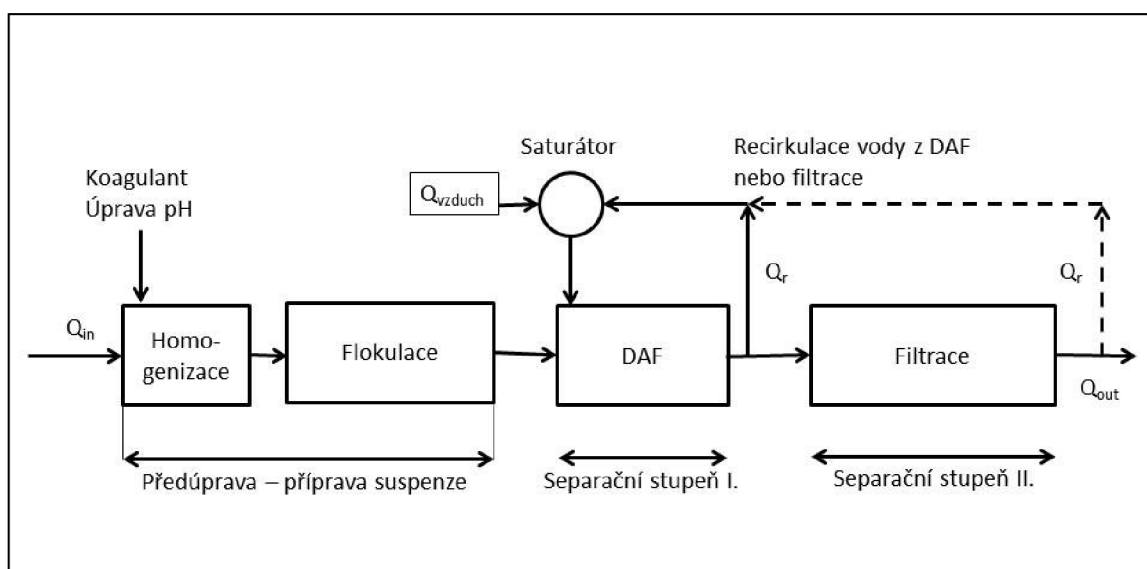 Saturátor
Recirkulace vody z DAF
nebo filtrace
Koagulant
Úprava pH
Qvzduch
Qr
Qr
Qin
Homo-
genizace
Flokulace
DAF
Filtrace
Qout
Předúprava – příprava suspenze
Separační stupeň I.
Separační stupeň II.